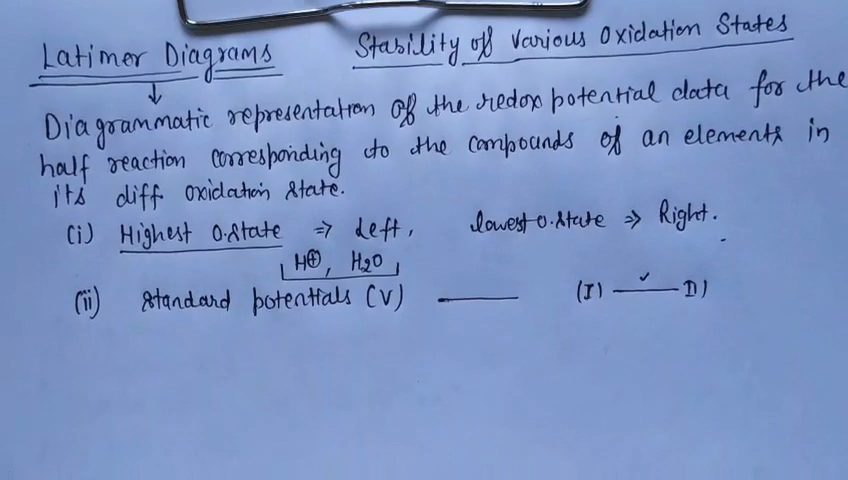 Latimer Diagrams Stability of Various Oxidation States
↓
Diagrammatic representation of the redox potential data for the
half reaction corresponding to the compounds of an elements in
its diff oxidation state.
(i) Highest O.state ⇒ Left, lowest O.state ⇒ Right.
H⊕, H2O
(ii) standard potentials (V) —— (I) —✓— II)